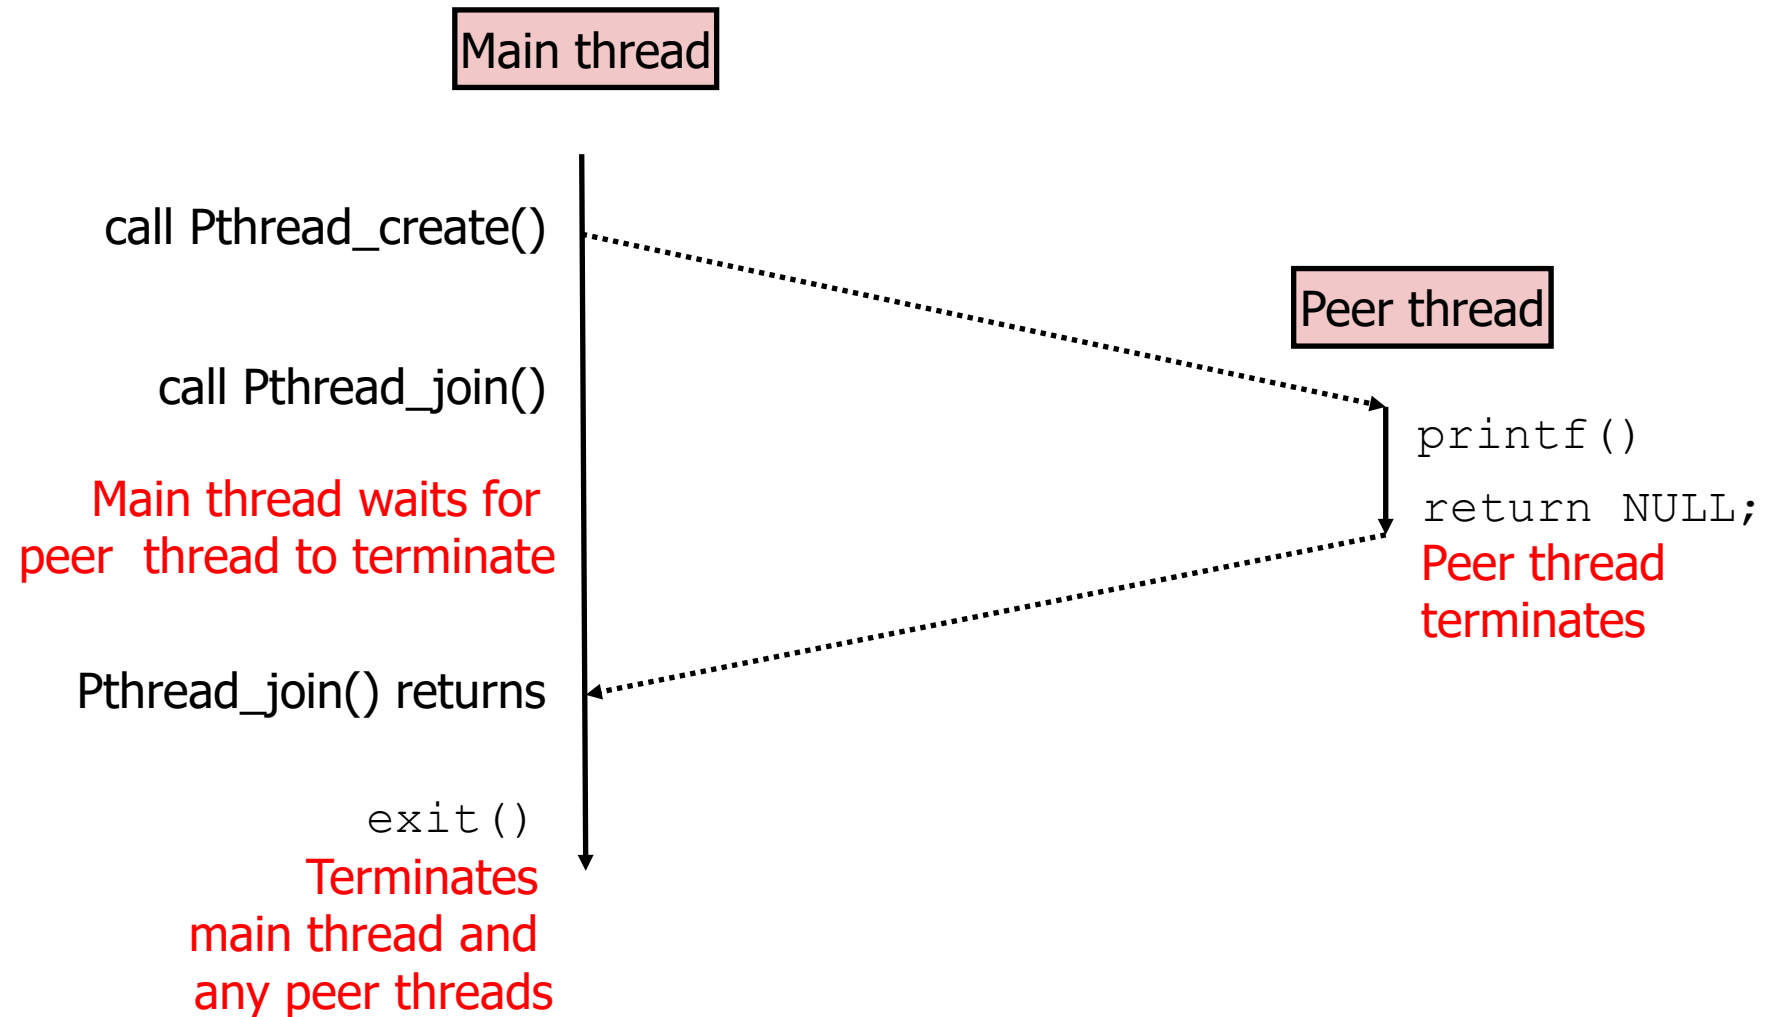 Main thread
call Pthread_create()
Peer thread
call Pthread_join()
printf()
Main thread waits for
peer thread to terminate
return NULL;
Peer thread
terminates
Pthread_join() returns
exit()
Terminates
main thread and
any peer threads